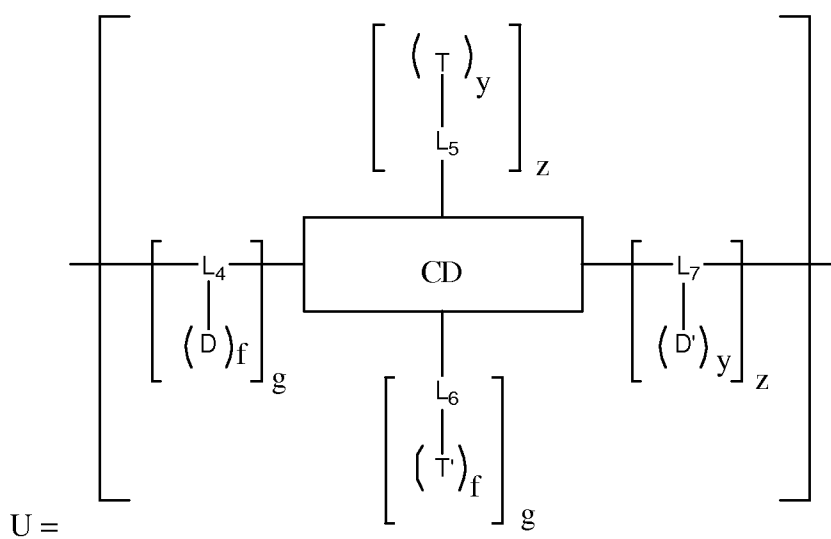 ( T )y
L5 z
L4 CD L7
( D )f g ( D' )y z
L6
( T' )f g
U =